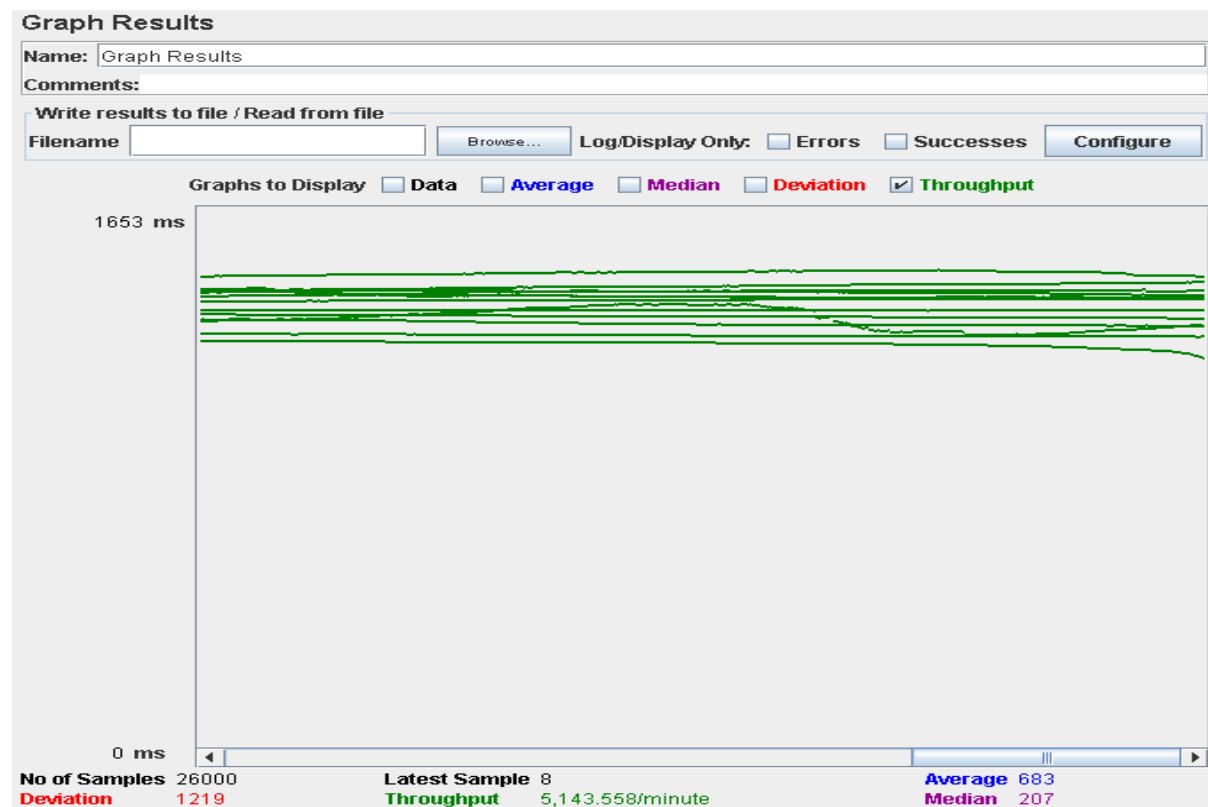 Graph Results
Name: Graph Results
Comments:
Write results to file / Read from file
Filename Browse... Log/Display Only: Errors Successes Configure
Graphs to Display Data Average Median Deviation Throughput
1653 ms
0 ms
No of Samples 26000 Latest Sample 8 Average 683
Deviation 1219 Throughput 5,143.558/minute Median 207